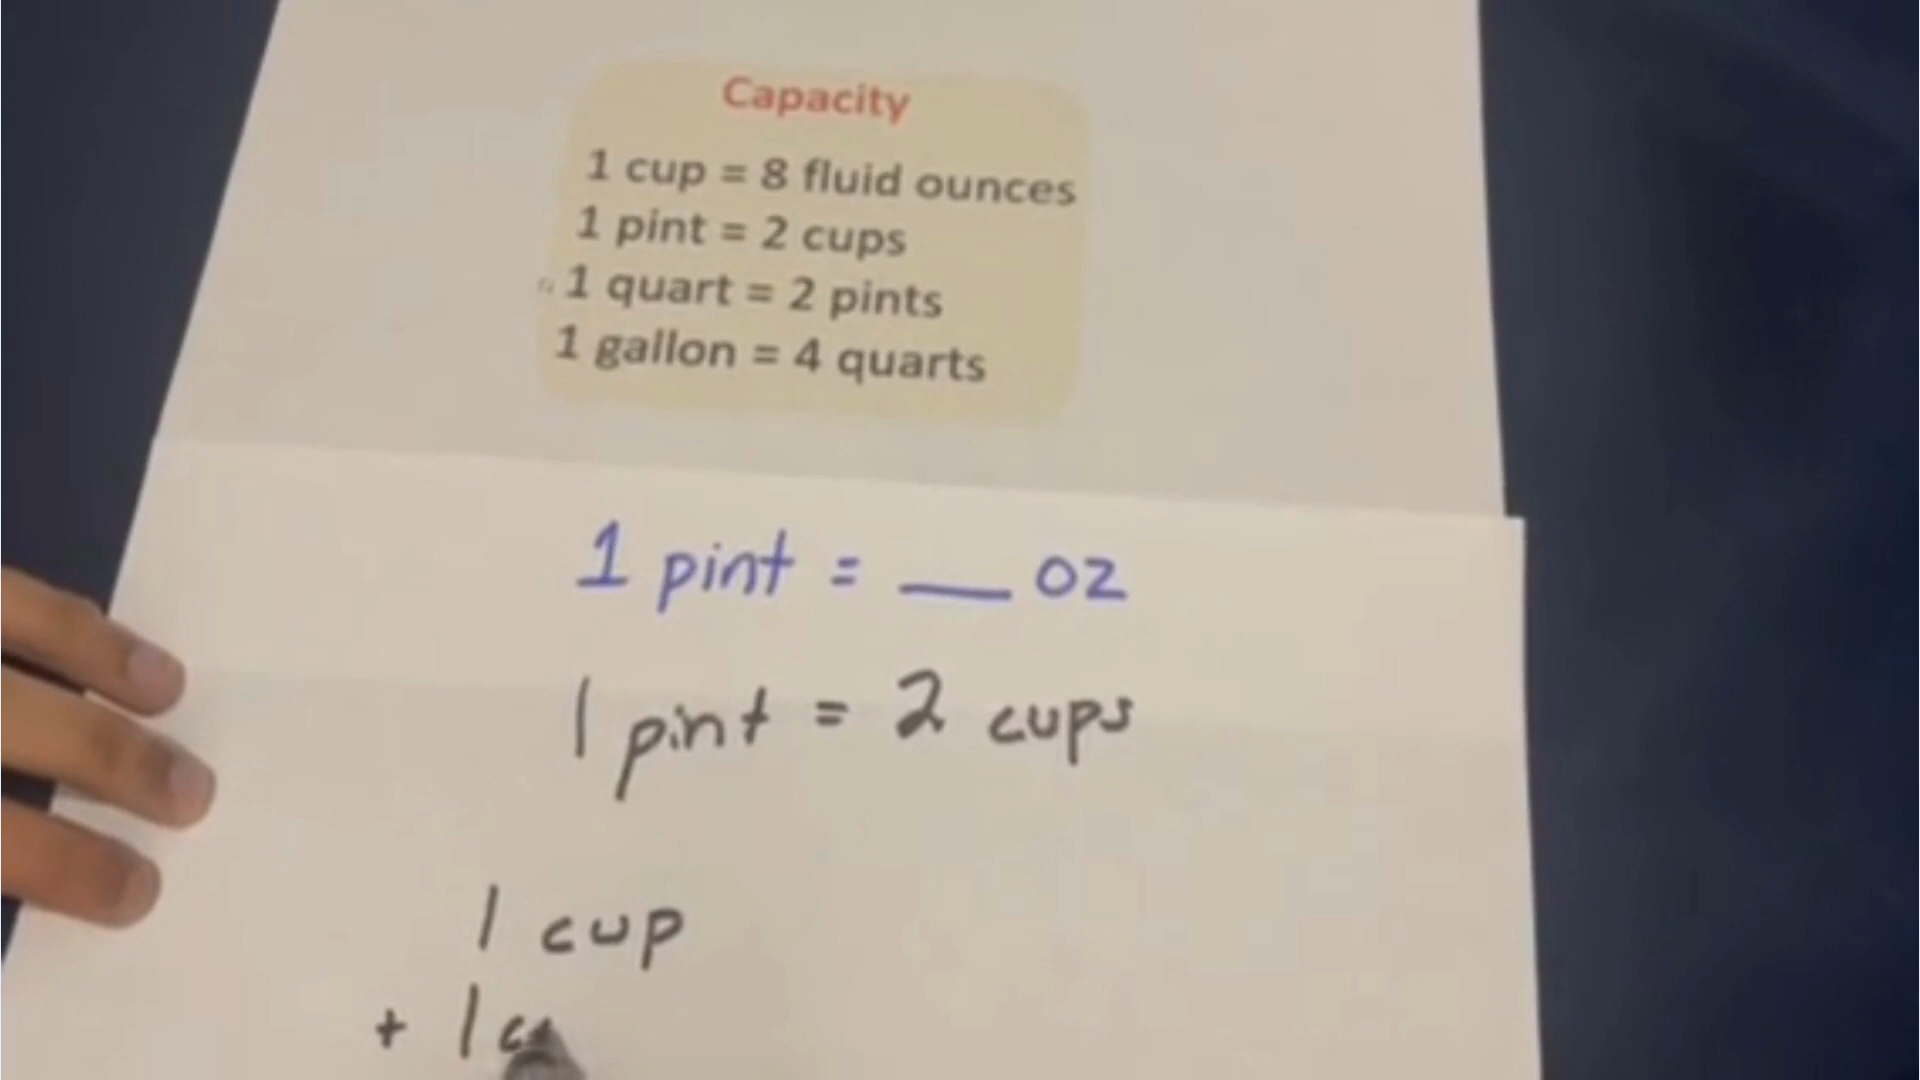 Capacity
1 cup = 8 fluid ounces
1 pint = 2 cups
1 quart = 2 pints
1 gallon = 4 quarts
1 pint = __ oz
1 pint = 2 cups
1 cup
+ 1